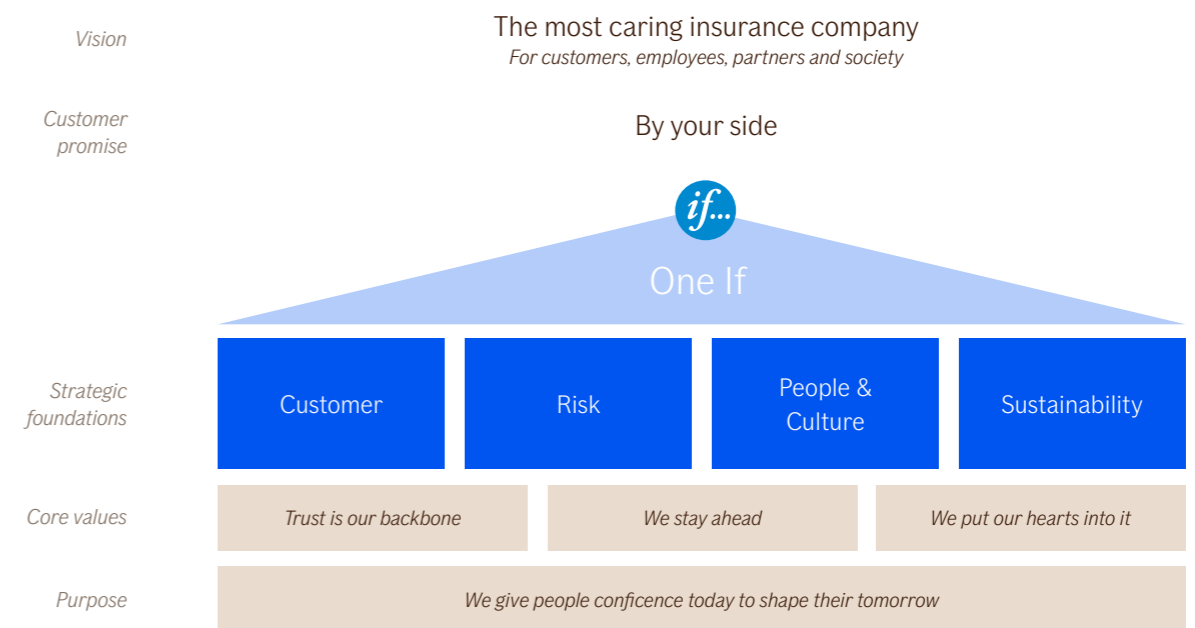 Vision
The most caring insurance company
For customers, employees, partners and society
Customer
promise
By your side
if...
One If
Strategic
foundations
Customer
Risk
People &
Culture
Sustainability
Core values
Trust is our backbone
We stay ahead
We put our hearts into it
Purpose
We give people conficence today to shape their tomorrow